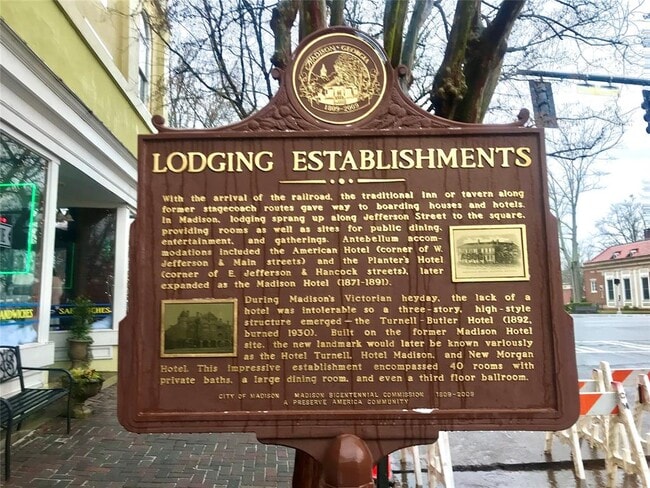 MADISON, GEORGIA
1809-2009
LODGING ESTABLISHMENTS
With the arrival of the railroad, the traditional inn or tavern along
former stagecoach routes gave way to boarding houses and hotels.
In Madison, lodging sprang up along Jefferson Street to the square,
providing rooms as well as sites for public dining,
entertainment, and gatherings. Antebellum accom-
modations included the American Hotel (corner of W.
Jefferson & Main streets) and the Planter's Hotel
(corner of E. Jefferson & Hancock streets), later
expanded as the Madison Hotel (1871-1891).
During Madison's Victorian heyday, the lack of a
hotel was intolerable so a three-story, high-style
structure emerged — the Turnell-Butler Hotel (1892,
burned 1930). Built on the former Madison Hotel
site, the new landmark would later be known variously
as the Hotel Turnell, Hotel Madison, and New Morgan
Hotel. This impressive establishment encompassed 40 rooms with
private baths, a large dining room, and even a third floor ballroom.
CITY OF MADISON MADISON BICENTENNIAL COMMISSION 1809-2009
A PRESERVE AMERICA COMMUNITY
SANDWICHES
SANDWICHES